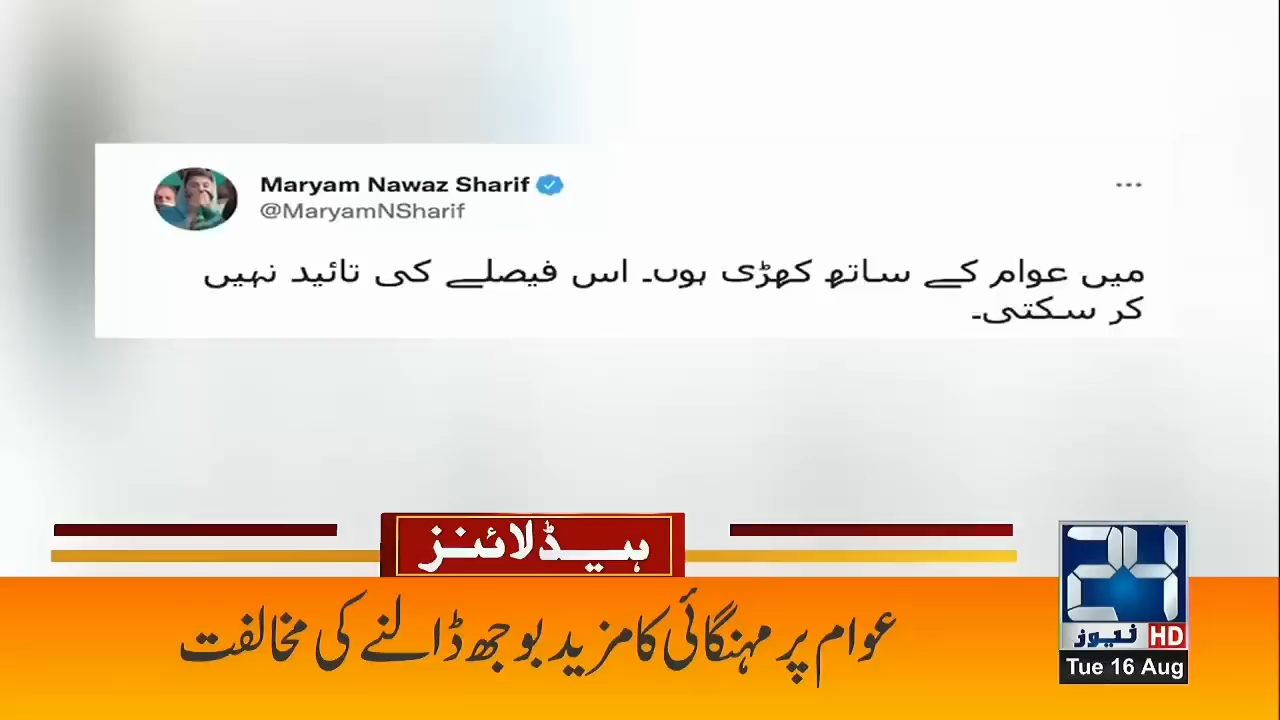 Maryam Nawaz Sharif
@MaryamNSharif
میں عوام کے ساتھ کھڑی ہوں۔ اس فیصلے کی تائید نہیں
کر سکتی۔
ہیڈلائنز
عوام پر مہنگائی کا مزید بوجھ ڈالنے کی مخالفت
24
نیوز HD
Tue 16 Aug